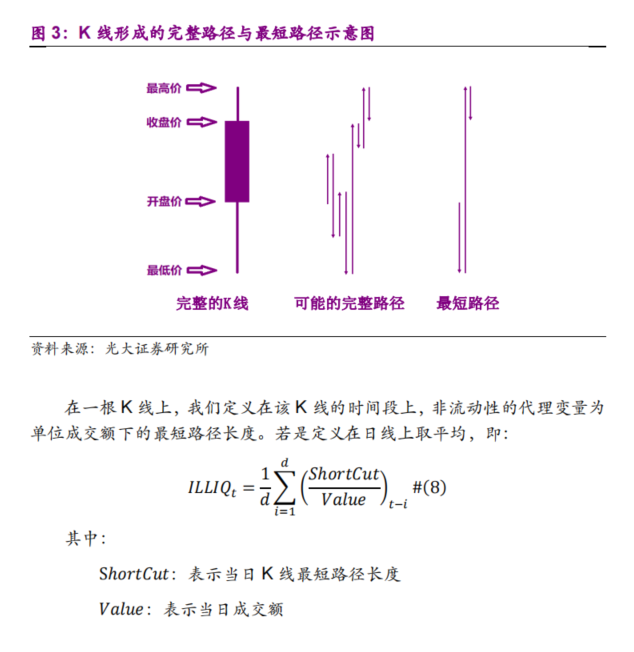 图 3：K 线形成的完整路径与最短路径示意图
最高价
收盘价
开盘价
最低价
完整的K线 可能的完整路径 最短路径
资料来源：光大证券研究所
在一根 K 线上，我们定义在该 K 线的时间段上，非流动性的代理变量为
单位成交额下的最短路径长度。若是定义在日线上取平均，即：
ILLIQ_t = \frac{1}{d} \sum_{i=1}^{d} \left( \frac{ShortCut}{Value} \right)_{t-i} #(8)
其中：
ShortCut：表示当日 K 线最短路径长度
Value：表示当日成交额